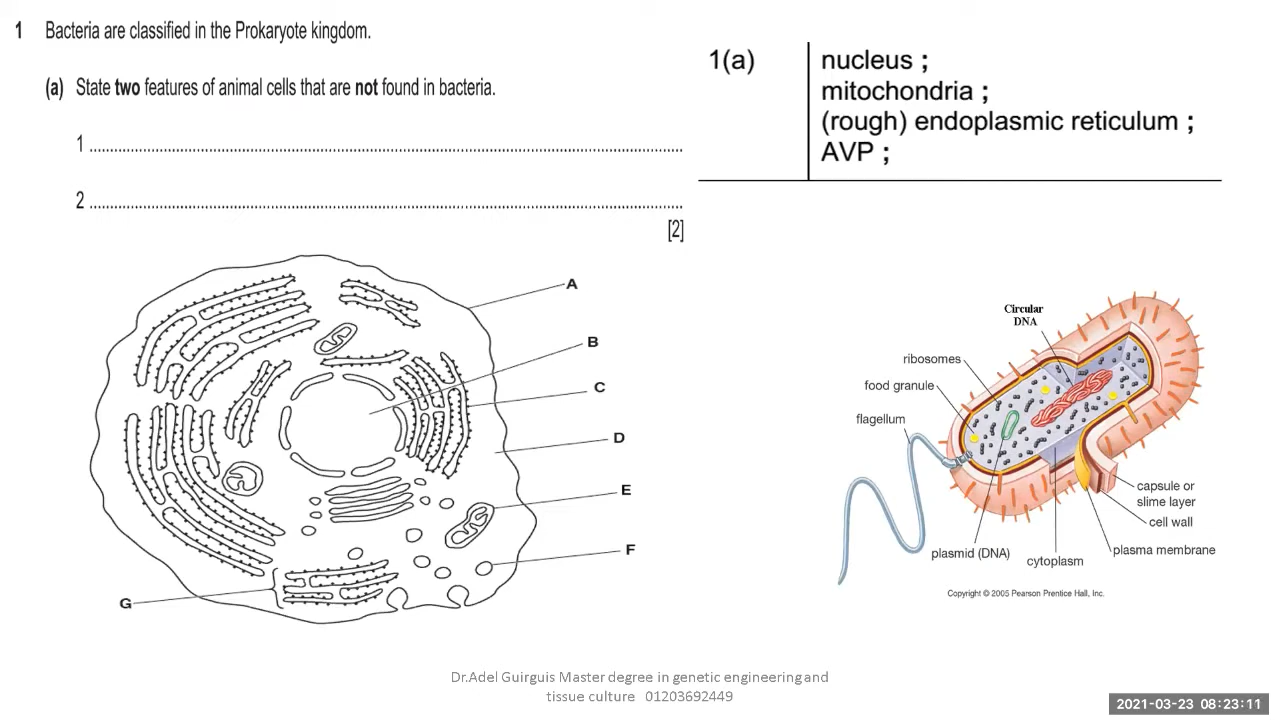 1 Bacteria are classified in the Prokaryote kingdom.
(a) State two features of animal cells that are not found in bacteria.
1 ................................................................
2 ................................................................
[2]
1(a)
nucleus ;
mitochondria ;
(rough) endoplasmic reticulum ;
AVP ;
A
B
C
D
E
F
G
Circular
DNA
ribosomes
food granule
flagellum
capsule or
slime layer
cell wall
plasma membrane
plasmid (DNA)
cytoplasm
Copyright © 2005 Pearson Prentice Hall, Inc.
Dr.Adel Guirguis Master degree in genetic engineering and
tissue culture 01203692449
2021-03-23 08:23:11